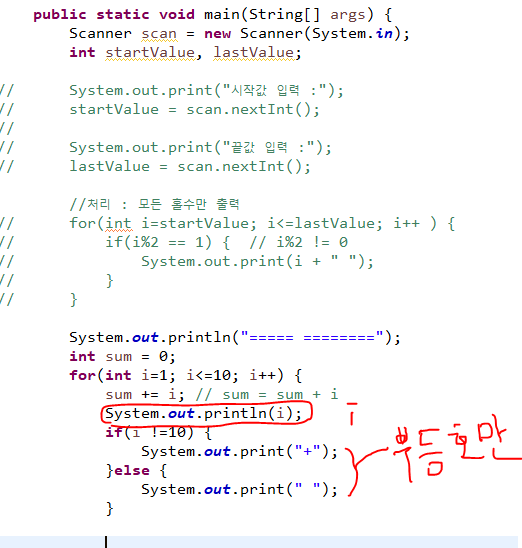 public static void main(String[] args) {
Scanner scan = new Scanner(System.in);
int startValue, lastValue;
// System.out.print("시작값 입력 :");
// startValue = scan.nextInt();
//
// System.out.print("끝값 입력 :");
// lastValue = scan.nextInt();
//처리 : 모든 홀수만 출력
// for(int i=startValue; i<=lastValue; i++ ) {
// if(i%2 == 1) { // i%2 != 0
// System.out.print(i + " ");
// }
// }
System.out.println("===== ========");
int sum = 0;
for(int i=1; i<=10; i++) {
sum += i; // sum = sum + i
System.out.println(i); i
if(i !=10) {
System.out.print("+"); 부등호만
}else {
System.out.print(" ");
}